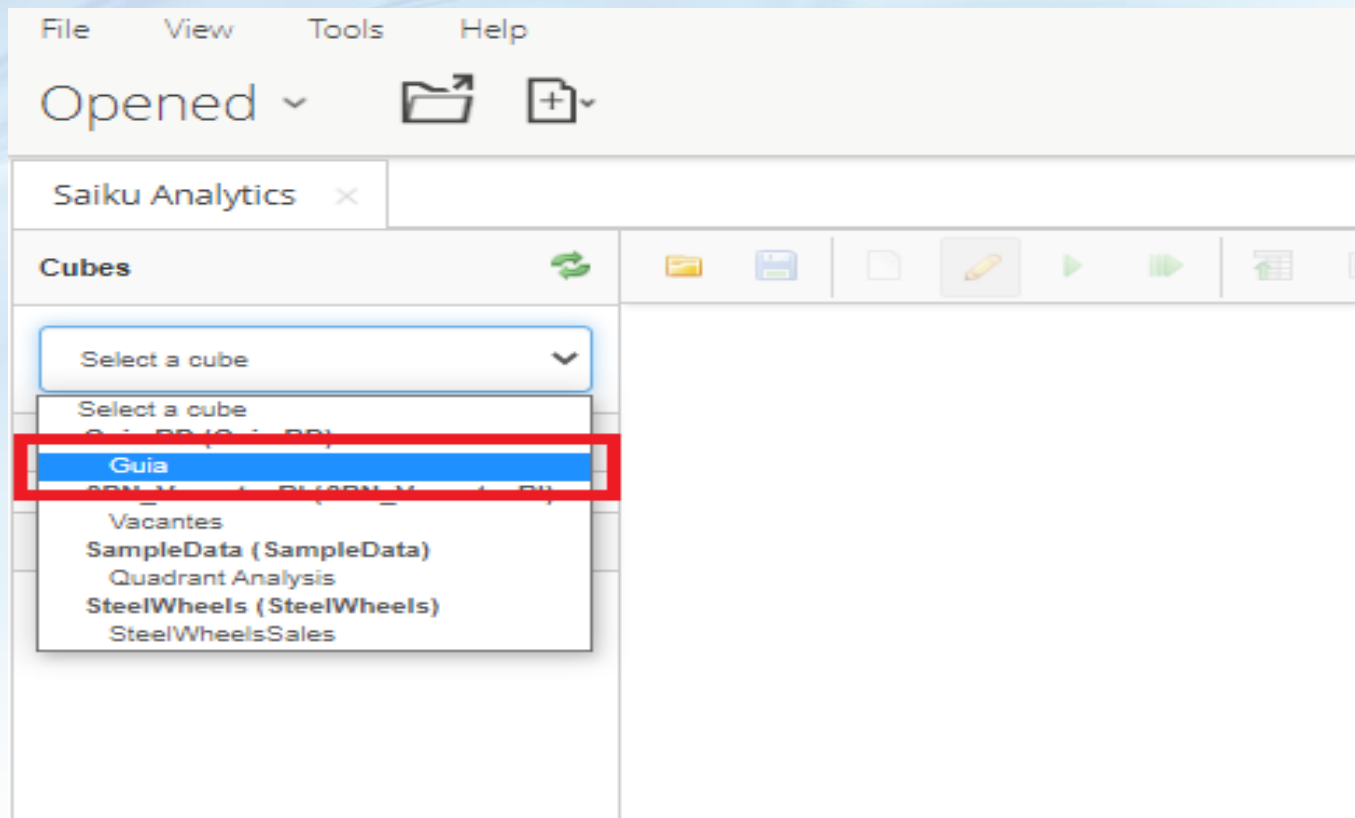 File View Tools Help
Opened
Saiku Analytics
Cubes
Select a cube
Select a cube
Guia
Vacantes
SampleData (SampleData)
Quadrant Analysis
SteelWheels (SteelWheels)
SteelWheelsSales